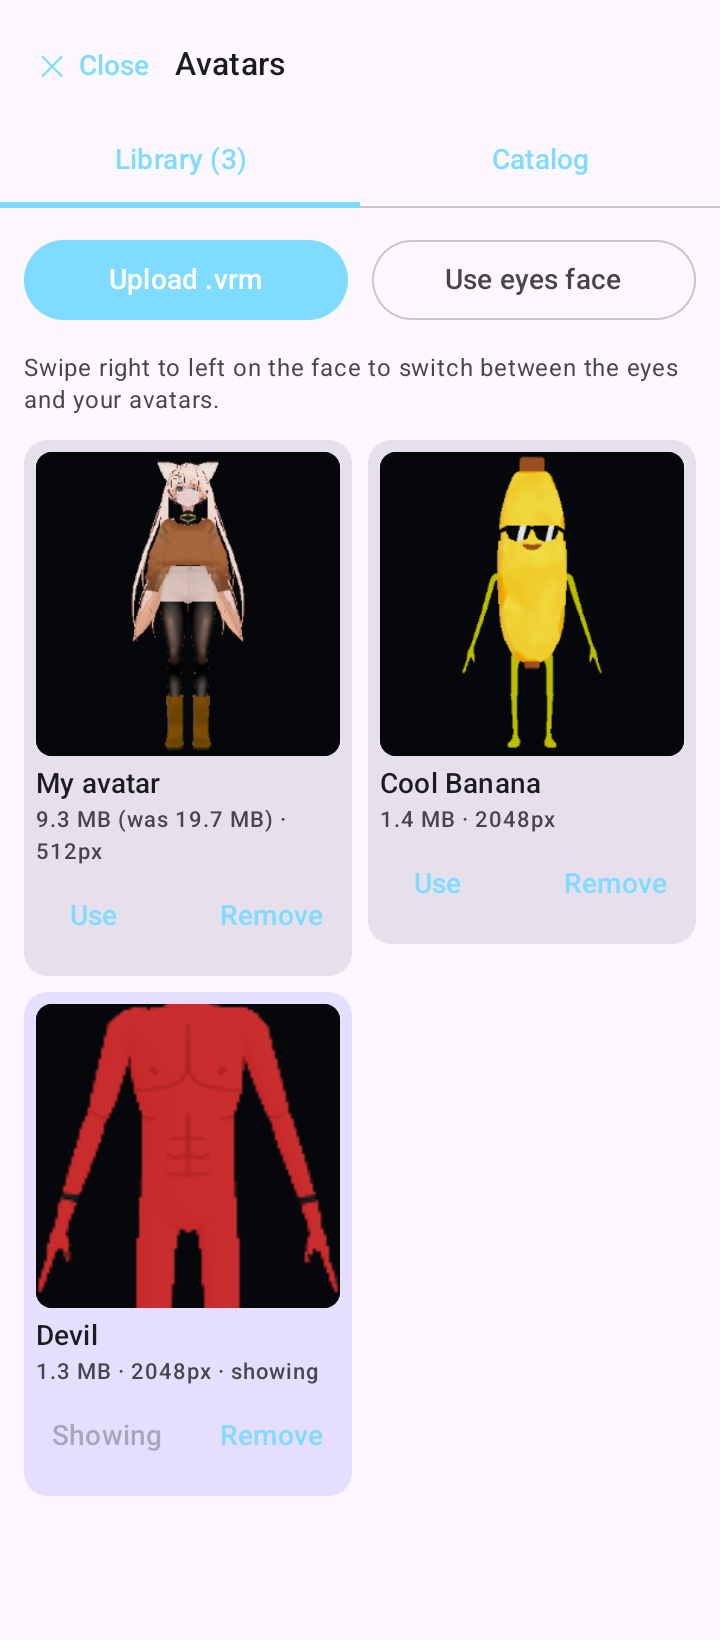 Close Avatars
Library (3) Catalog
Upload .vrm Use eyes face
Swipe right to left on the face to switch between the eyes
and your avatars.
My avatar
9.3 MB (was 19.7 MB) ·
512px
Use Remove
Cool Banana
1.4 MB · 2048px
Use Remove
Devil
1.3 MB · 2048px · showing
Showing Remove